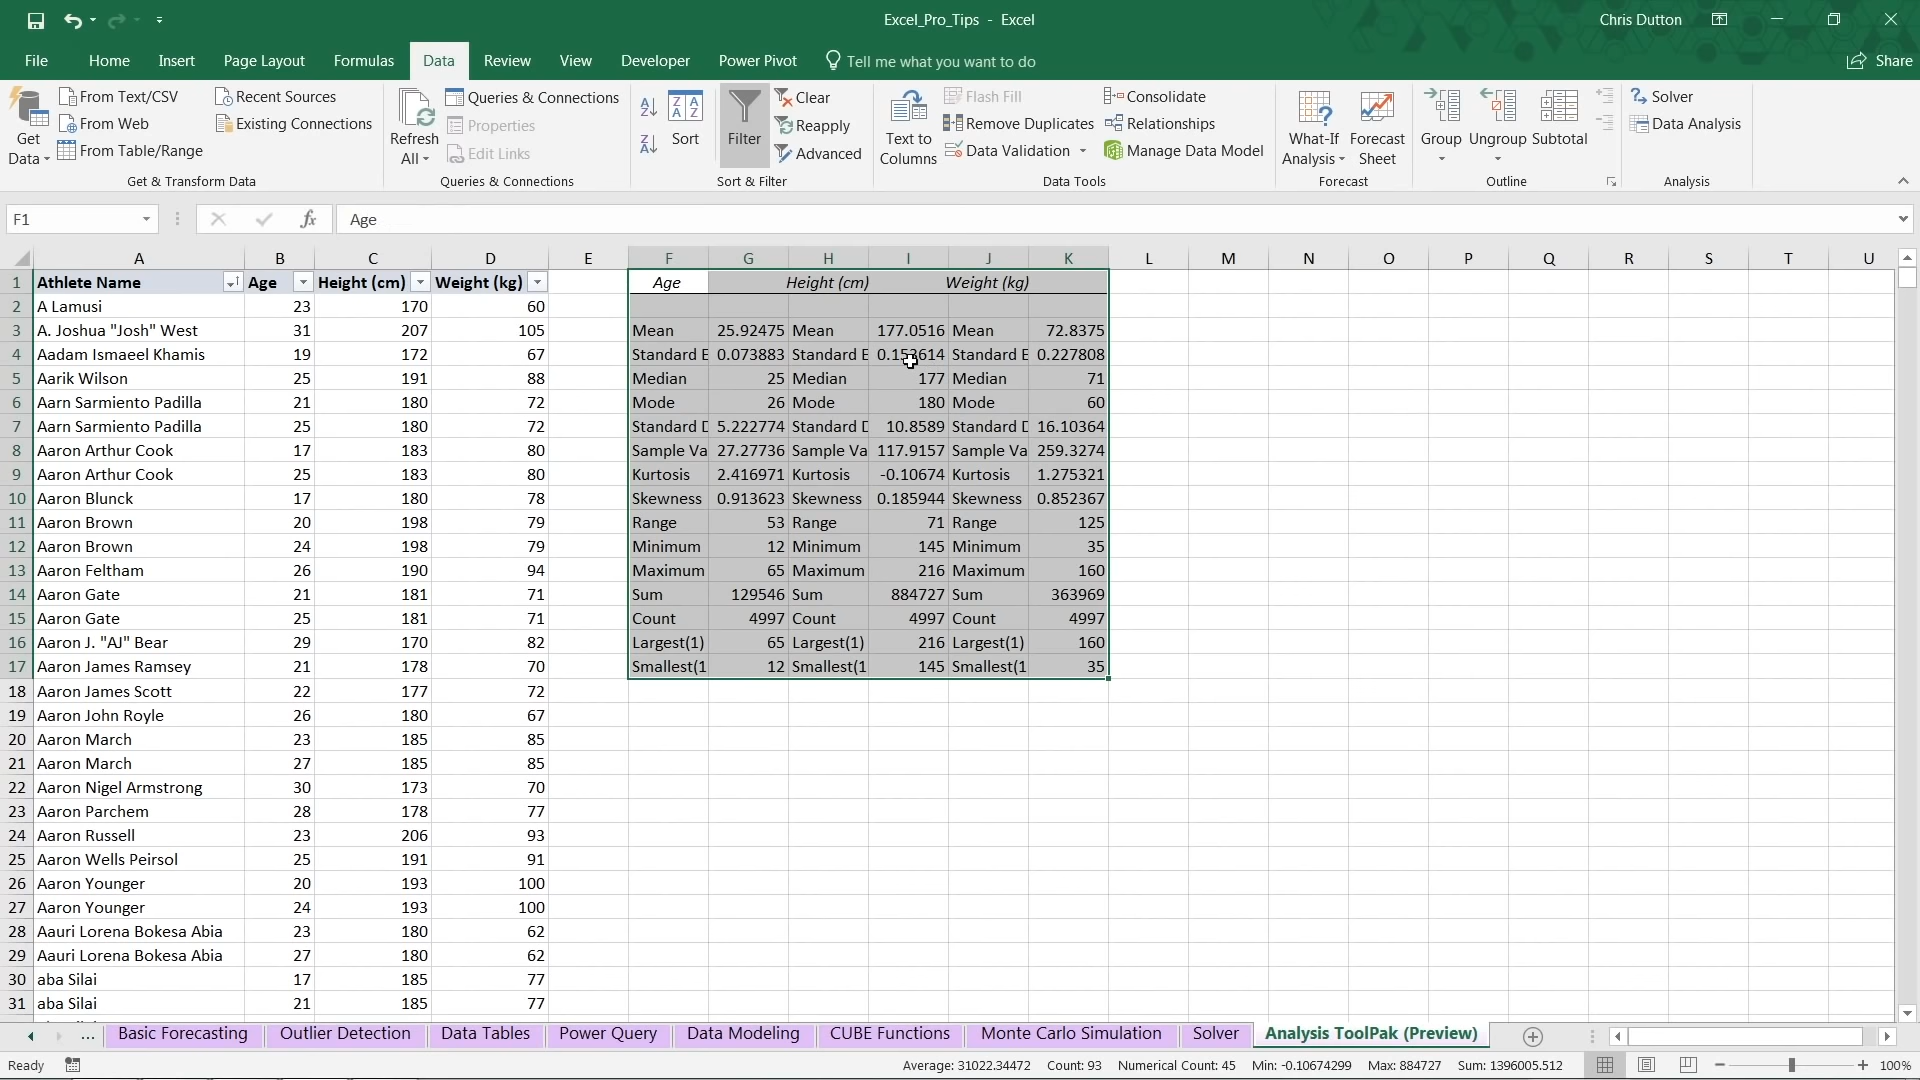 Excel_Pro_Tips - Excel
Chris Dutton
File Home Insert Page Layout Formulas Data Review View Developer Power Pivot Tell me what you want to do Share
Get Data
From Text/CSV
From Web
From Table/Range
Recent Sources
Existing Connections
Get & Transform Data
Refresh All
Queries & Connections
Properties
Edit Links
Queries & Connections
Sort
Filter
Clear
Reapply
Advanced
Sort & Filter
Text to Columns
Flash Fill
Remove Duplicates
Data Validation
Consolidate
Relationships
Manage Data Model
Data Tools
What-If Analysis
Forecast Sheet
Forecast
Group
Ungroup
Subtotal
Outline
Solver
Data Analysis
Analysis
F1 fx Age
A B C D E F G H I J K L M N O P Q R S T U
1 Athlete Name Age Height (cm) Weight (kg) Age Height (cm) Weight (kg)
2 A Lamusi 23 170 60
3 A. Joshua "Josh" West 31 207 105 Mean 25.92475 Mean 177.0516 Mean 72.8375
4 Aadam Ismaeel Khamis 19 172 67 Standard E 0.073883 Standard E 0.153614 Standard E 0.227808
5 Aarik Wilson 25 191 88 Median 25 Median 177 Median 71
6 Aarn Sarmiento Padilla 21 180 72 Mode 26 Mode 180 Mode 60
7 Aarn Sarmiento Padilla 25 180 72 Standard D 5.222774 Standard D 10.8589 Standard D 16.10364
8 Aaron Arthur Cook 17 183 80 Sample Va 27.27736 Sample Va 117.9157 Sample Va 259.3274
9 Aaron Arthur Cook 25 183 80 Kurtosis 2.416971 Kurtosis -0.10674 Kurtosis 1.275321
10 Aaron Blunck 17 180 78 Skewness 0.913623 Skewness 0.185944 Skewness 0.852367
11 Aaron Brown 20 198 79 Range 53 Range 71 Range 125
12 Aaron Brown 24 198 79 Minimum 12 Minimum 145 Minimum 35
13 Aaron Feltham 26 190 94 Maximum 65 Maximum 216 Maximum 160
14 Aaron Gate 21 181 71 Sum 129546 Sum 884727 Sum 363969
15 Aaron Gate 25 181 71 Count 4997 Count 4997 Count 4997
16 Aaron J. "AJ" Bear 29 170 82 Largest(1) 65 Largest(1) 216 Largest(1) 160
17 Aaron James Ramsey 21 178 70 Smallest(1 12 Smallest(1 145 Smallest(1 35
18 Aaron James Scott 22 177 72
19 Aaron John Royle 26 180 67
20 Aaron March 23 185 85
21 Aaron March 27 185 85
22 Aaron Nigel Armstrong 30 173 70
23 Aaron Parchem 28 178 77
24 Aaron Russell 23 206 93
25 Aaron Wells Peirsol 25 191 91
26 Aaron Younger 20 193 100
27 Aaron Younger 24 193 100
28 Aauri Lorena Bokesa Abia 23 180 62
29 Aauri Lorena Bokesa Abia 27 180 62
30 aba Silai 17 185 77
31 aba Silai 21 185 77
... Basic Forecasting Outlier Detection Data Tables Power Query Data Modeling CUBE Functions Monte Carlo Simulation Solver Analysis ToolPak (Preview)
Ready Average: 31022.34472 Count: 93 Numerical Count: 45 Min: -0.10674299 Max: 884727 Sum: 1396005.512 100%